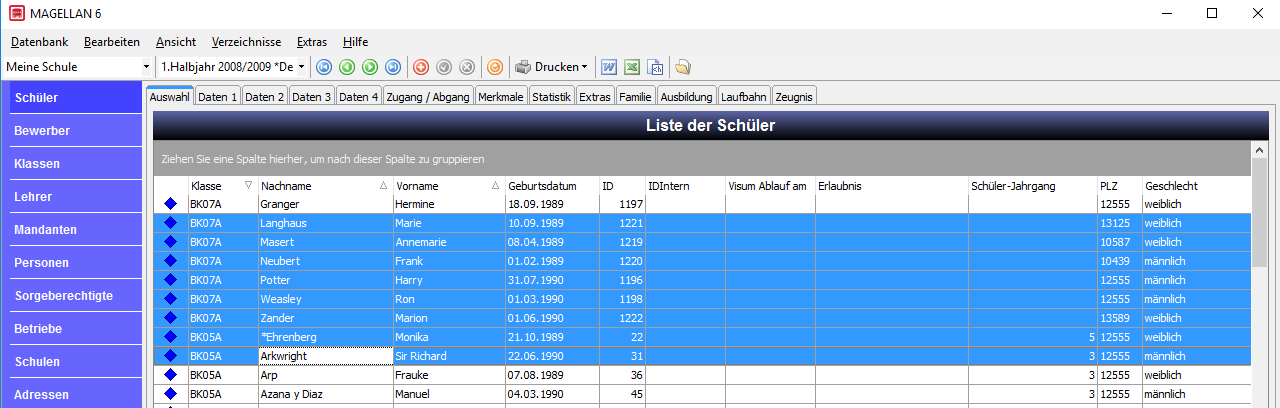 MAGELLAN 6
Datenbank Bearbeiten Ansicht Verzeichnisse Extras Hilfe
Meine Schule 1.Halbjahr 2008/2009 *De Drucken
Schüler
Bewerber
Klassen
Lehrer
Mandanten
Personen
Sorgeberechtigte
Betriebe
Schulen
Adressen
Auswahl Daten 1 Daten 2 Daten 3 Daten 4 Zugang / Abgang Merkmale Statistik Extras Familie Ausbildung Laufbahn Zeugnis
Liste der Schüler
Ziehen Sie eine Spalte hierher, um nach dieser Spalte zu gruppieren
Klasse Nachname Vorname Geburtsdatum ID IDIntern Visum Ablauf am Erlaubnis Schüler-Jahrgang PLZ Geschlecht
BK07A Granger Hermine 18.09.1989 1197 12555 weiblich
BK07A Langhaus Marie 10.09.1989 1221 13125 weiblich
BK07A Masert Annemarie 08.04.1989 1219 10587 weiblich
BK07A Neubert Frank 01.02.1989 1220 10439 männlich
BK07A Potter Harry 31.07.1990 1196 12555 männlich
BK07A Weasley Ron 01.03.1990 1198 12555 männlich
BK07A Zander Marion 01.06.1990 1222 13589 weiblich
BK05A *Ehrenberg Monika 21.10.1989 22 5 12555 weiblich
BK05A Arkwright Sir Richard 22.06.1990 31 3 12555 männlich
BK05A Arp Frauke 07.08.1989 36 3 12555 weiblich
BK05A Azana y Diaz Manuel 04.03.1990 45 3 12555 männlich